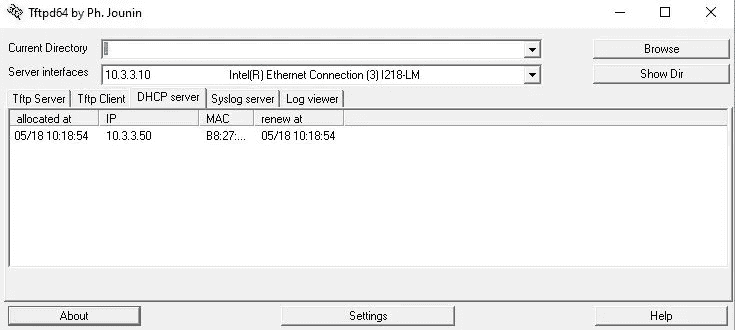 Tftpd64 by Ph. Jounin
Current Directory Browse
Server interfaces 10.3.3.10 Intel(R) Ethernet Connection (3) I218-LM Show Dir
Tftp Server Tftp Client DHCP server Syslog server Log viewer
allocated at IP MAC renew at
05/18 10:18:54 10.3.3.50 B8:27:... 05/18 10:18:54
About Settings Help